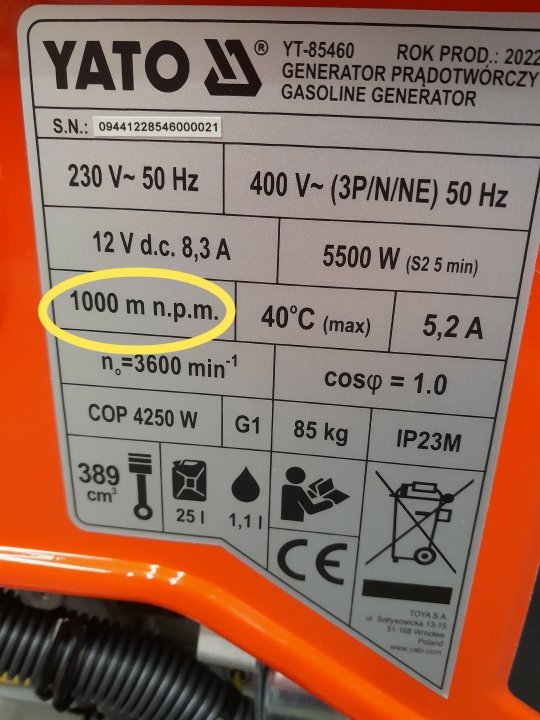 YATO ® YT-85460 ROK PROD.: 2022
GENERATOR PRĄDOTWÓRCZY
GASOLINE GENERATOR
S.N.: 09441228546000021
230 V~ 50 Hz 400 V~ (3P/N/NE) 50 Hz
12 V d.c. 8,3 A 5500 W (S2 5 min)
1000 m n.p.m. 40°C (max) 5,2 A
n₀=3600 min⁻¹ cosφ = 1.0
COP 4250 W G1 85 kg IP23M
389
cm³ 25 l 1,1 l
CE
TOYA S.A.
ul. Sołtysowicka 13-15
51-168 Wrocław
Poland
www.yato.com